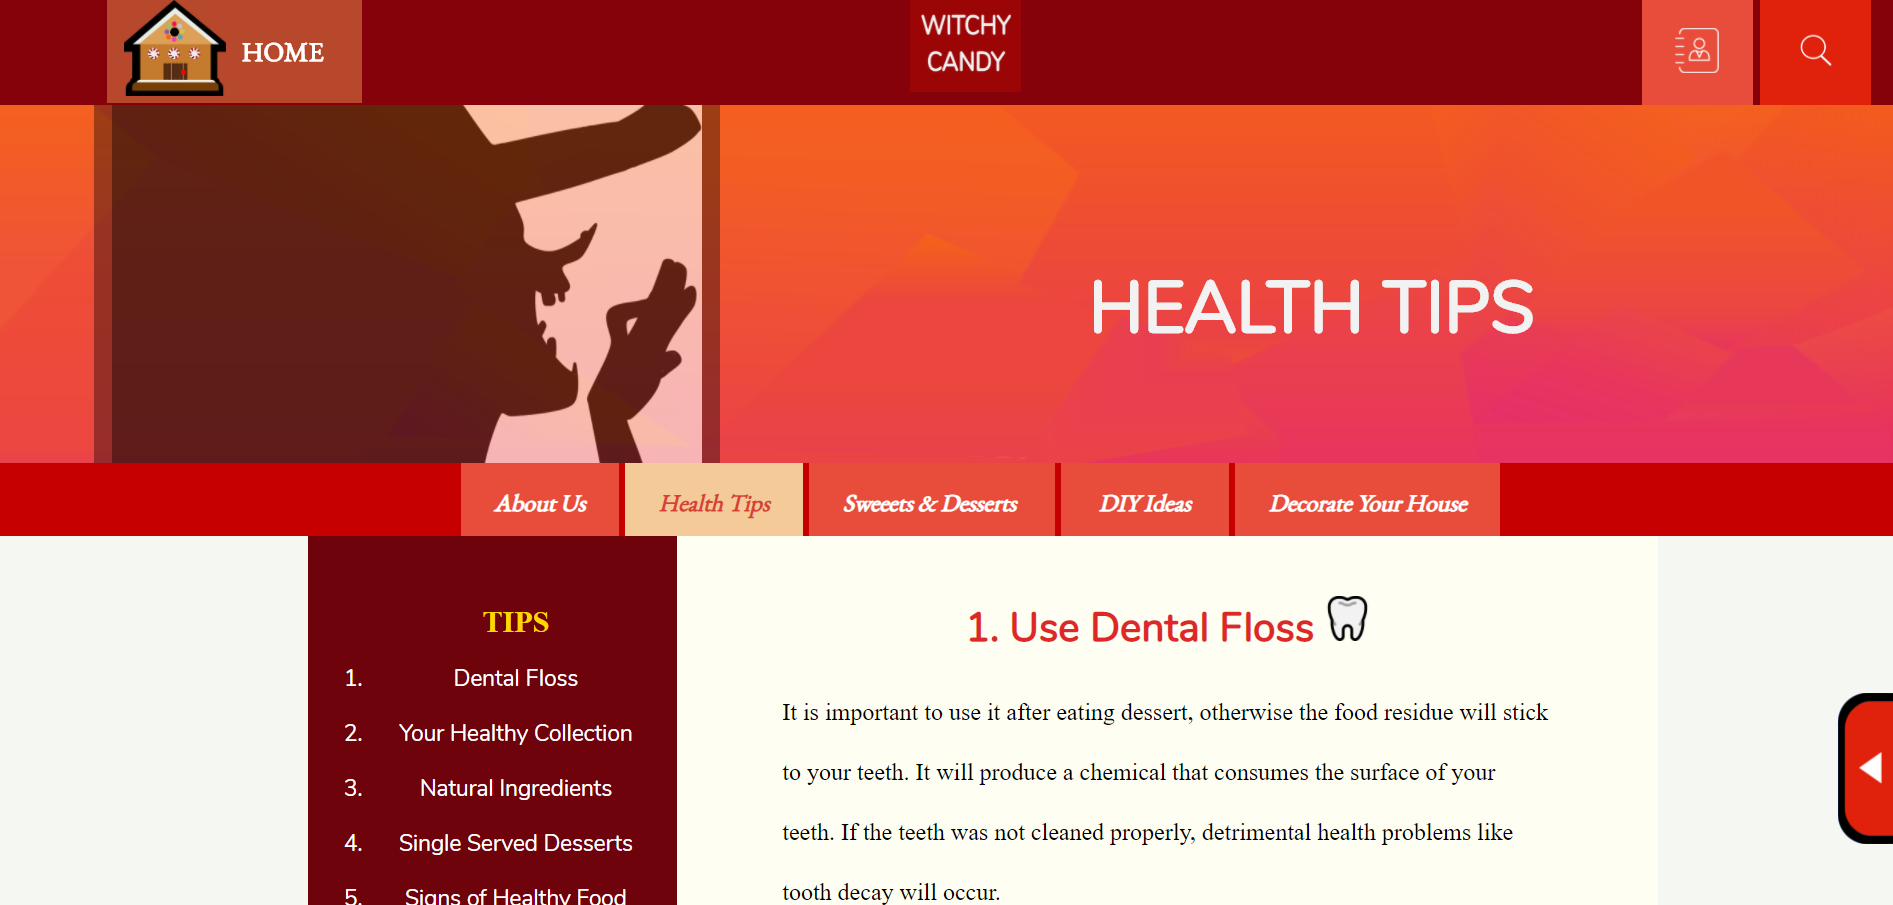 HOME
WITCHY
CANDY
HEALTH TIPS
About Us
Health Tips
Sweeets & Desserts
DIY Ideas
Decorate Your House
TIPS
1. Dental Floss
2. Your Healthy Collection
3. Natural Ingredients
4. Single Served Desserts
5. Signs of Healthy Food
1. Use Dental Floss
It is important to use it after eating dessert, otherwise the food residue will stick
to your teeth. It will produce a chemical that consumes the surface of your
teeth. If the teeth was not cleaned properly, detrimental health problems like
tooth decay will occur.